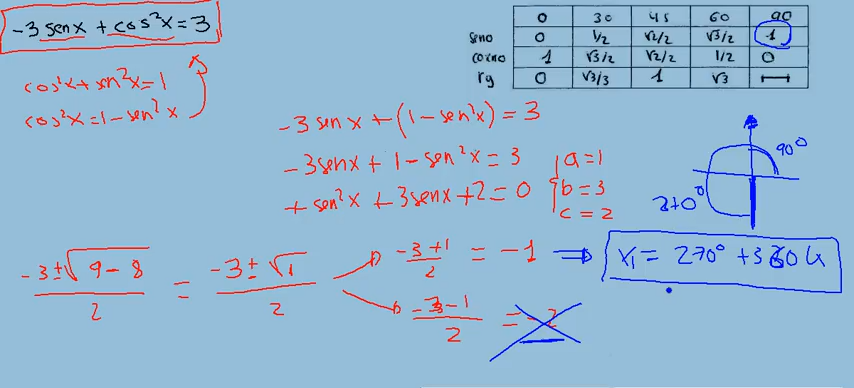 -3 senx + cos²x = 3
0 30 45 60 90
seno 0 1/2 √2/2 √3/2 1
coseno 1 √3/2 √2/2 1/2 0
Tg 0 √3/3 1 √3
cos²x + sen²x = 1
cos²x = 1 - sen²x
-3 senx + (1 - sen²x) = 3
-3senx + 1 - sen²x = 3
+ sen²x + 3senx + 2 = 0
a = 1
b = 3
c = 2
90°
270°
-3 ± √9 - 8 / 2 = -3 ± √1 / 2
-3 + 1 / 2 = -1 ⇒ x₁ = 270° + 360 k
-3 - 1 / 2 = -2